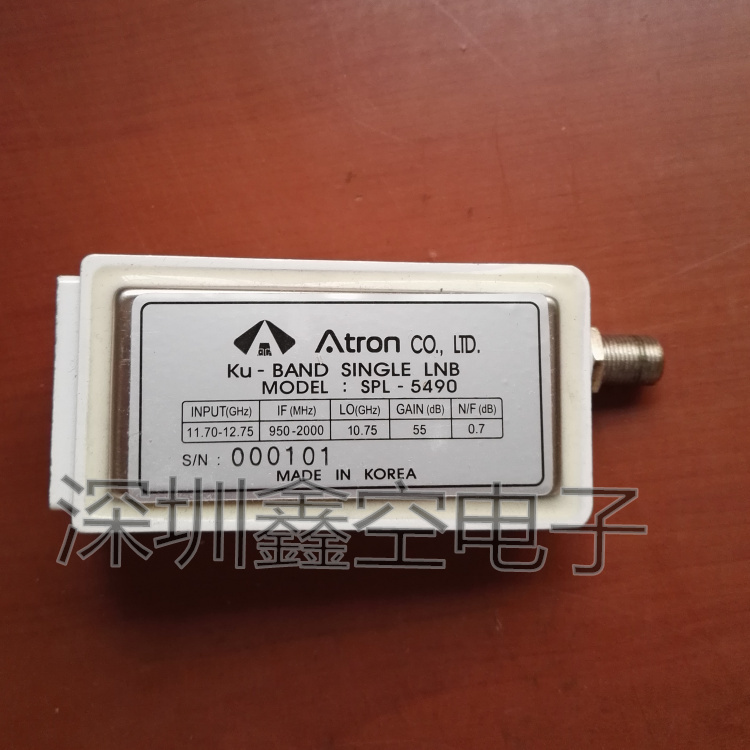 Atron CO., LTD.
Ku - BAND SINGLE LNB
MODEL : SPL - 5490
INPUT(GHz) IF (MHz) LO(GHz) GAIN (dB) N/F (dB)
11.70-12.75 950-2000 10.75 55 0.7
S/N : 000101
MADE IN KOREA
深圳鑫空电子